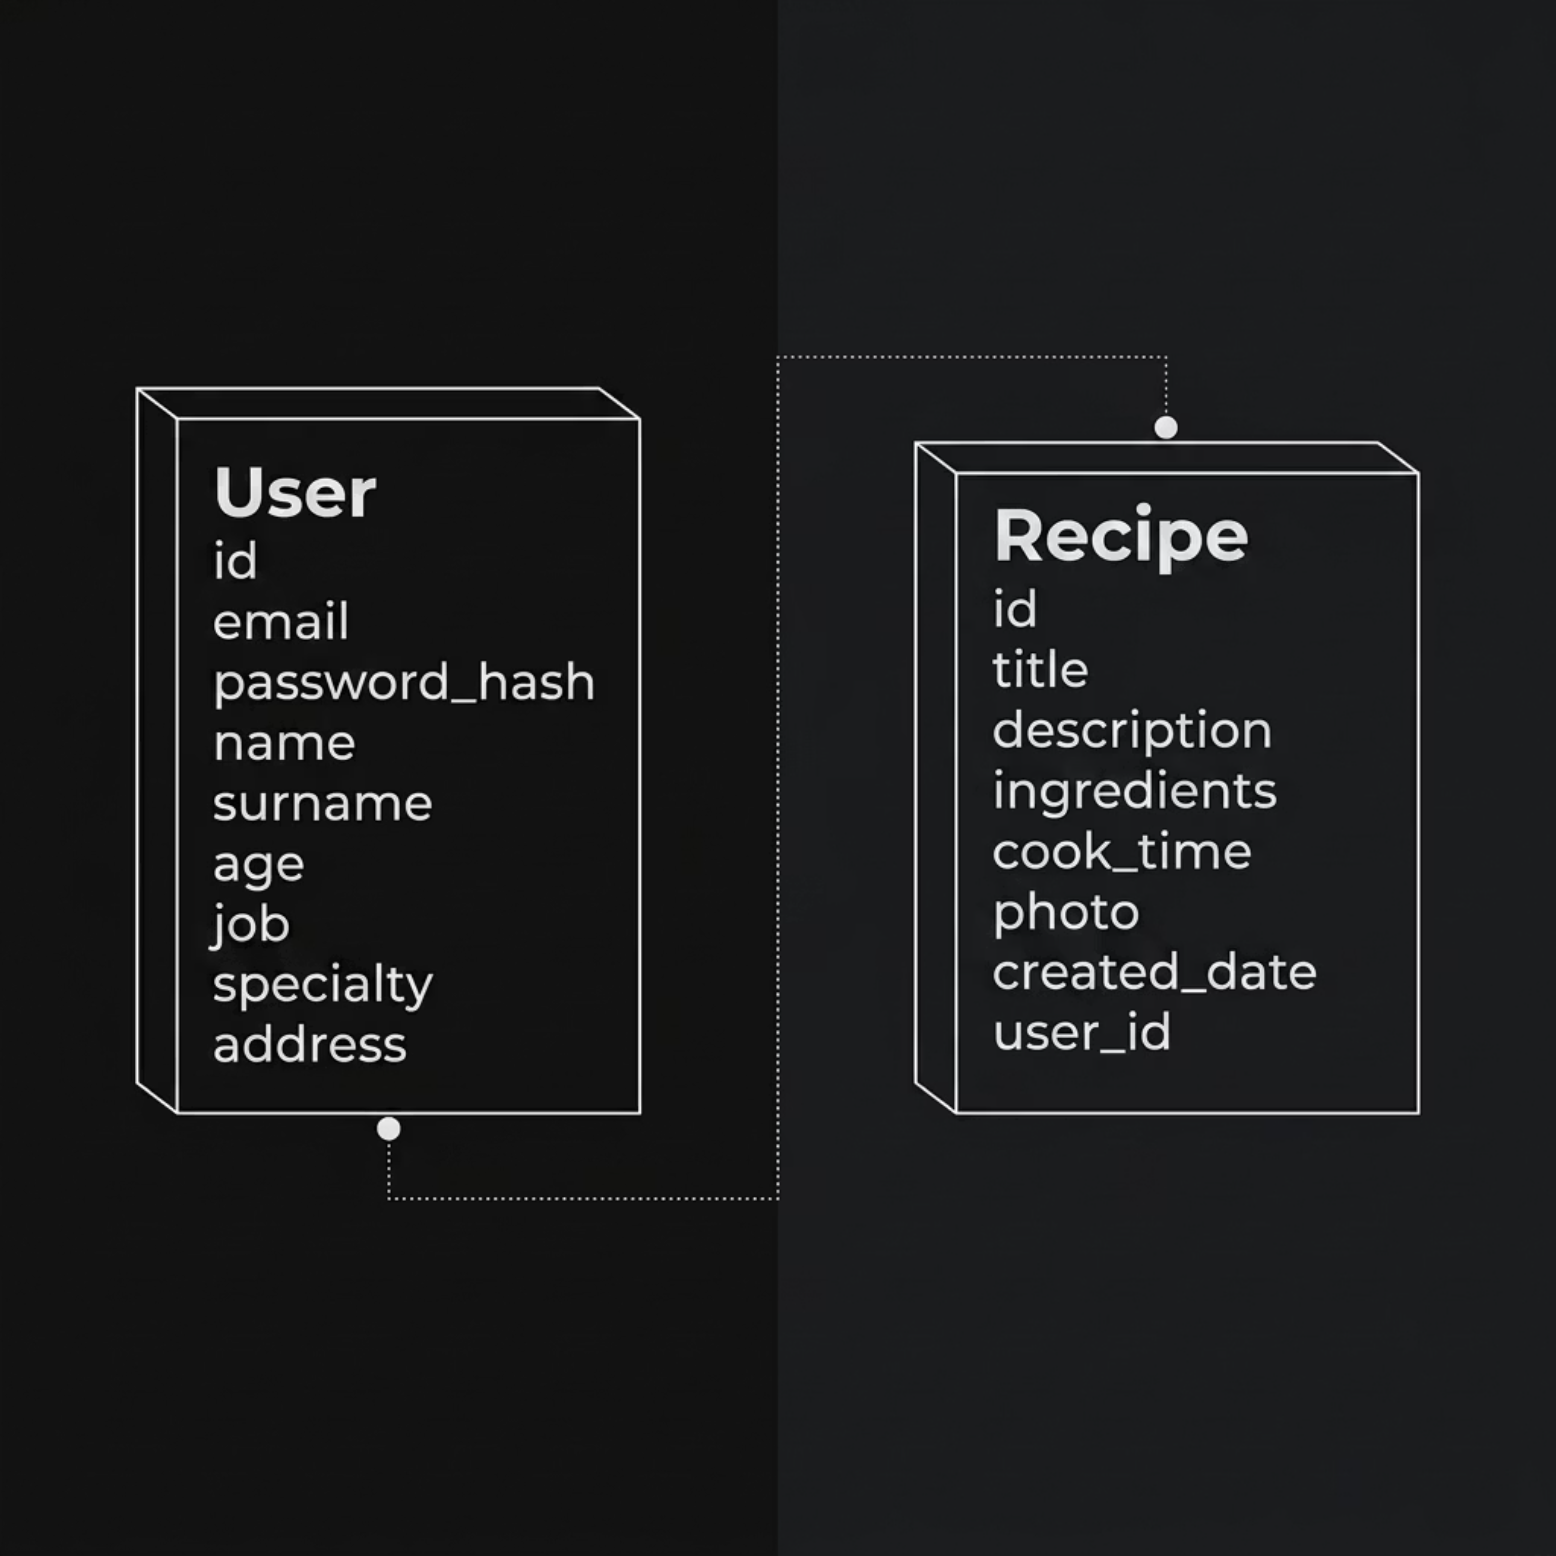 User
id
email
password_hash
name
surname
age
job
specialty
address
Recipe
id
title
description
ingredients
cook_time
photo
created_date
user_id